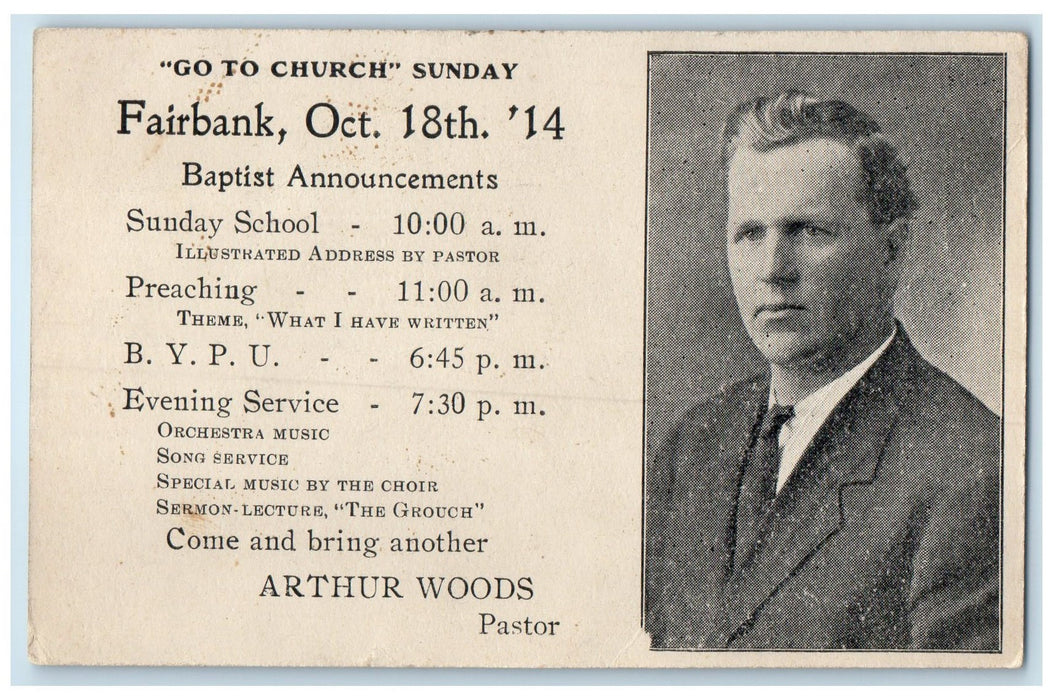 "GO TO CHURCH" SUNDAY
Fairbank, Oct. 18th. '14
Baptist Announcements
Sunday School - 10:00 a. m.
ILLUSTRATED ADDRESS BY PASTOR
Preaching - - 11:00 a. m.
THEME, "WHAT I HAVE WRITTEN"
B. Y. P. U. - - 6:45 p. m.
Evening Service - 7:30 p. m.
ORCHESTRA MUSIC
SONG SERVICE
SPECIAL MUSIC BY THE CHOIR
SERMON-LECTURE, "THE GROUCH"
Come and bring another
ARTHUR WOODS
Pastor